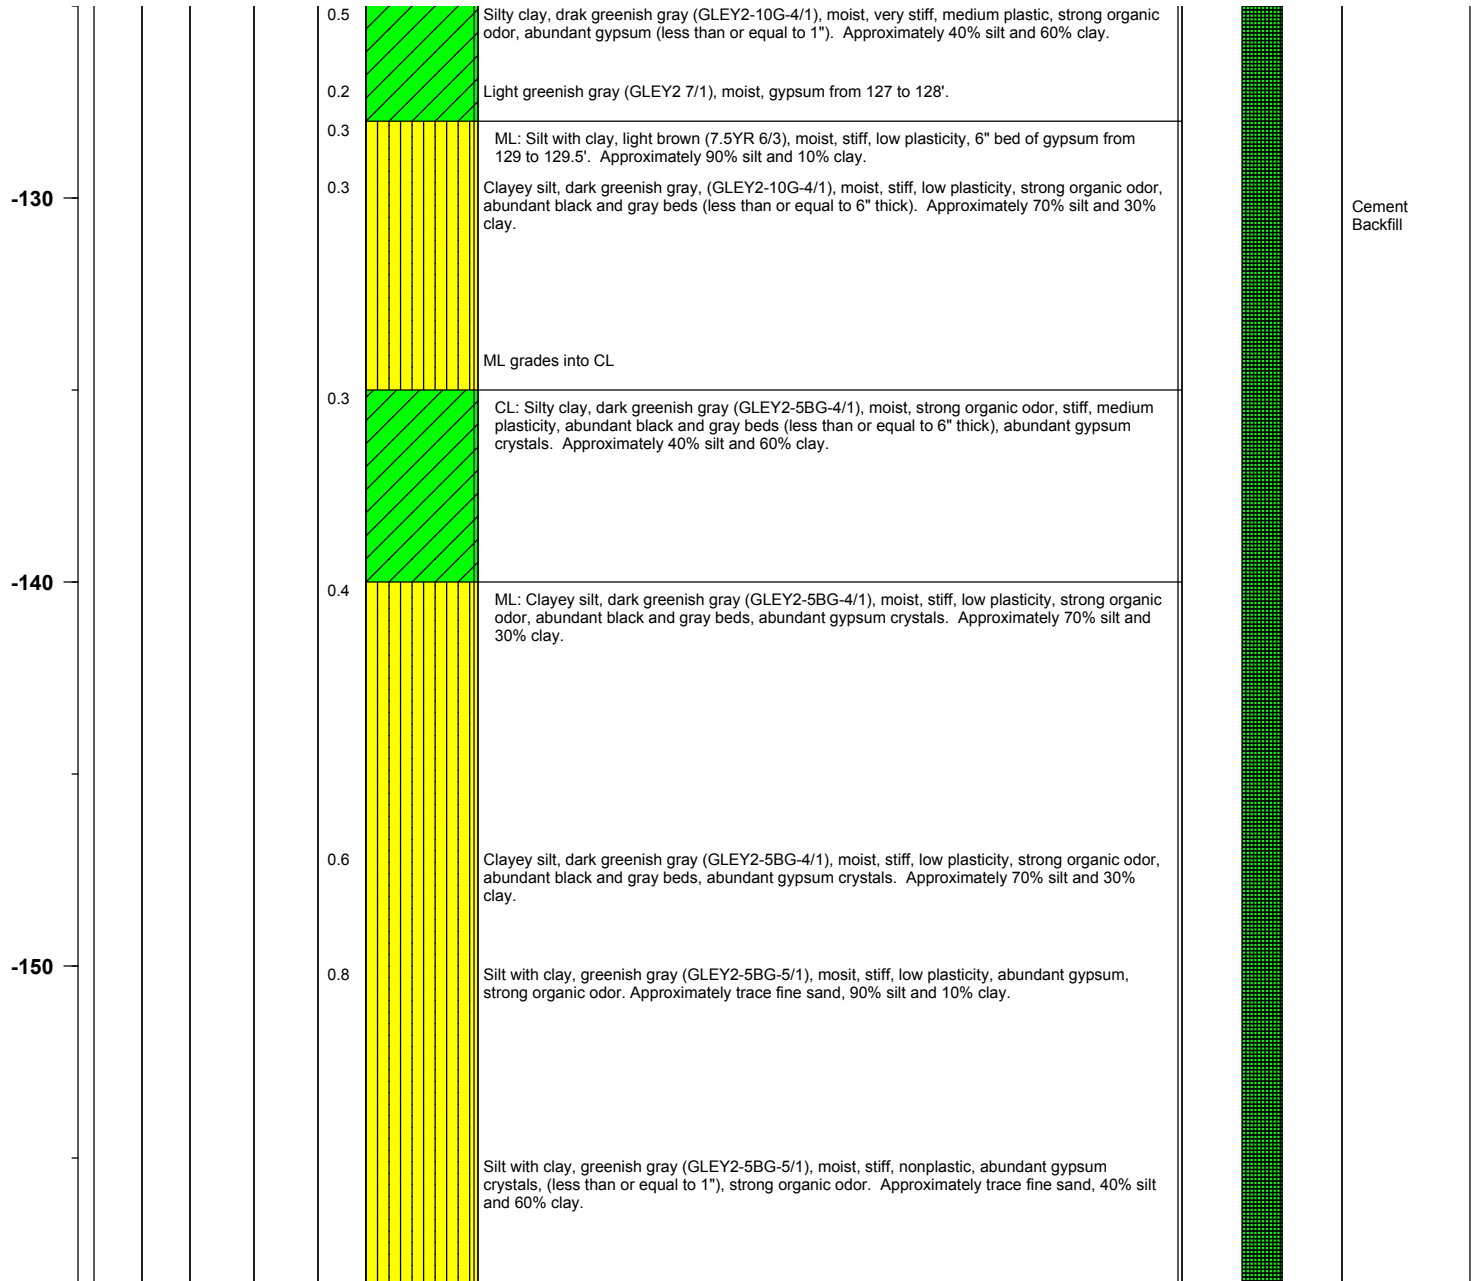 0.5
Silty clay, drak greenish gray (GLEY2-10G-4/1), moist, very stiff, medium plastic, strong organic
odor, abundant gypsum (less than or equal to 1").  Approximately 40% silt and 60% clay.
0.2
Light greenish gray (GLEY2 7/1), moist, gypsum from 127 to 128'.
0.3
ML: Silt with clay, light brown (7.5YR 6/3), moist, stiff, low plasticity, 6" bed of gypsum from
129 to 129.5'.  Approximately 90% silt and 10% clay.
0.3
Clayey silt, dark greenish gray, (GLEY2-10G-4/1), moist, stiff, low plasticity, strong organic odor,
abundant black and gray beds (less than or equal to 6" thick).  Approximately 70% silt and 30%
clay.
-130
Cement
Backfill
ML grades into CL
0.3
CL: Silty clay, dark greenish gray (GLEY2-5BG-4/1), moist, strong organic odor, stiff, medium
plasticity, abundant black and gray beds (less than or equal to 6" thick), abundant gypsum
crystals.  Approximately 40% silt and 60% clay.
-140
0.4
ML: Clayey silt, dark greenish gray (GLEY2-5BG-4/1), moist, stiff, low plasticity, strong organic
odor, abundant black and gray beds, abundant gypsum crystals.  Approximately 70% silt and
30% clay.
0.6
Clayey silt, dark greenish gray (GLEY2-5BG-4/1), moist, stiff, low plasticity, strong organic odor,
abundant black and gray beds, abundant gypsum crystals.  Approximately 70% silt and 30%
clay.
-150
0.8
Silt with clay, greenish gray (GLEY2-5BG-5/1), mosit, stiff, low plasticity, abundant gypsum,
strong organic odor. Approximately trace fine sand, 90% silt and 10% clay.
Silt with clay, greenish gray (GLEY2-5BG-5/1), moist, stiff, nonplastic, abundant gypsum
crystals, (less than or equal to 1"), strong organic odor.  Approximately trace fine sand, 40% silt
and 60% clay.